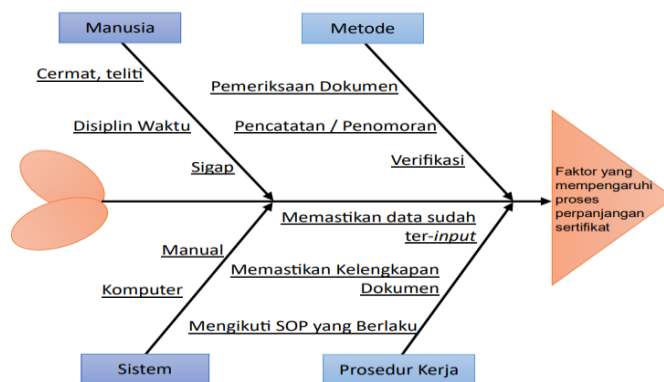 Manusia
Metode
Cermat, teliti
Disiplin Waktu
Sigap
Pemeriksaan Dokumen
Pencatatan / Penomoran
Verifikasi
Faktor yang
mempengaruhi
proses
perpanjangan
sertifikat
Manual
Komputer
Memastikan data sudah
ter-input
Memastikan Kelengkapan
Dokumen
Mengikuti SOP yang Berlaku
Sistem
Prosedur Kerja